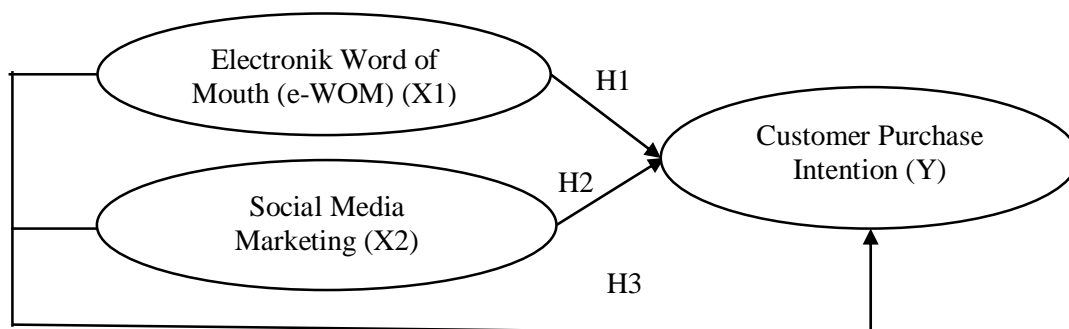 Electronik Word of
Mouth (e-WOM) (X1)
H1
Customer Purchase
Intention (Y)
H2
Social Media
Marketing (X2)
H3